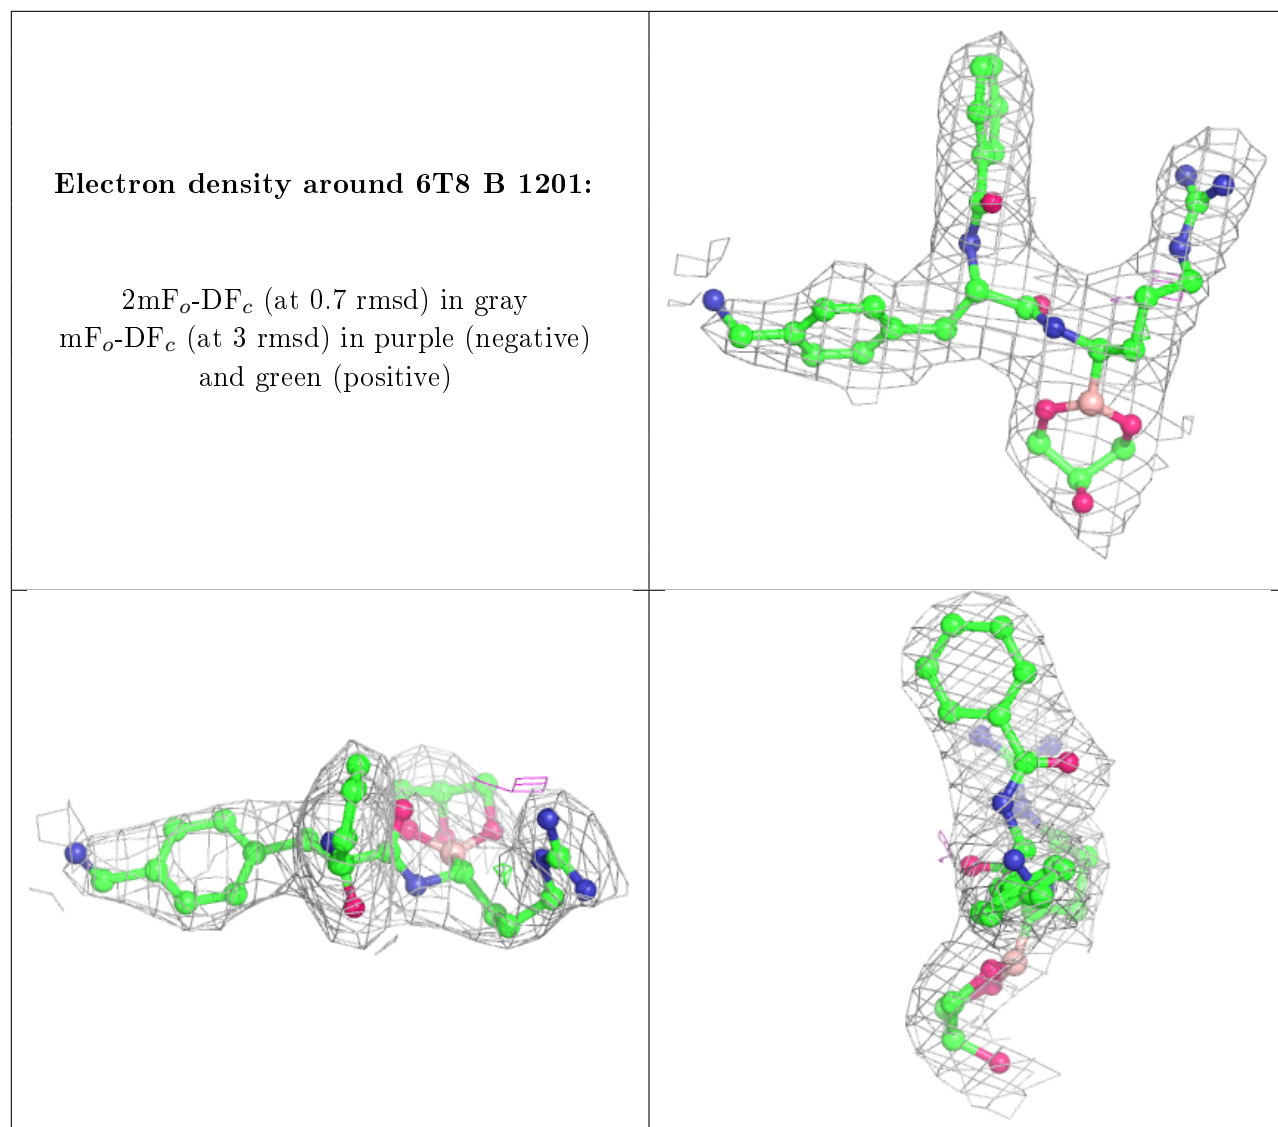 Electron density around 6T8 B 1201:
2mFo-DFc (at 0.7 rmsd) in gray
mFo-DFc (at 3 rmsd) in purple (negative)
and green (positive)